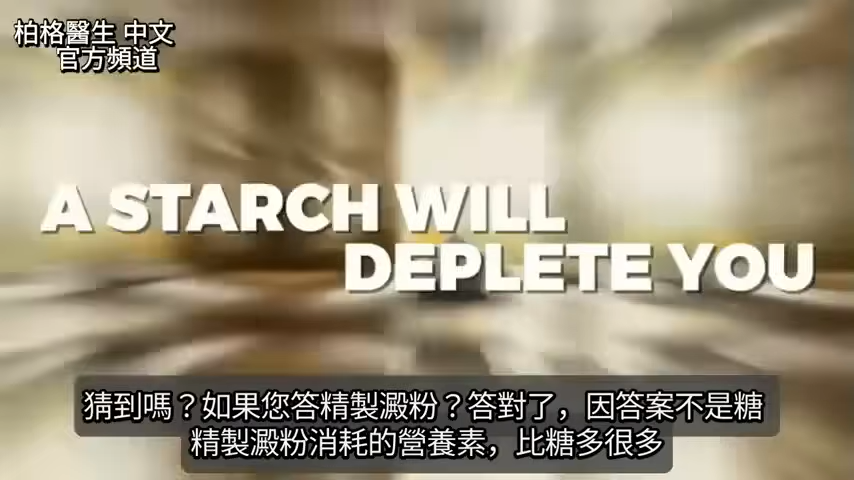 柏格醫生 中文
官方頻道
A STARCH WILL
DEPLETE YOU
猜到嗎？如果您答精製澱粉？答對了，因答案不是糖
精製澱粉消耗的營養素，比糖多很多